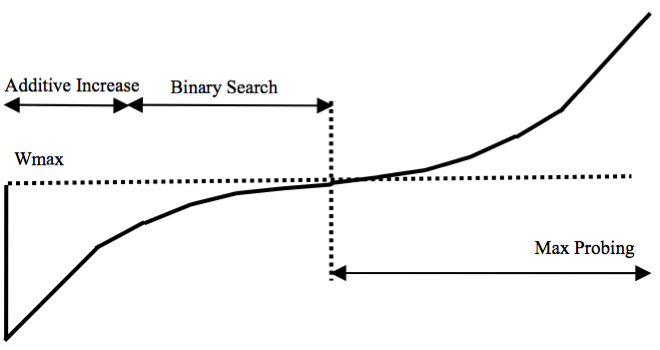 Additive Increase
Binary Search
Wmax
Max Probing